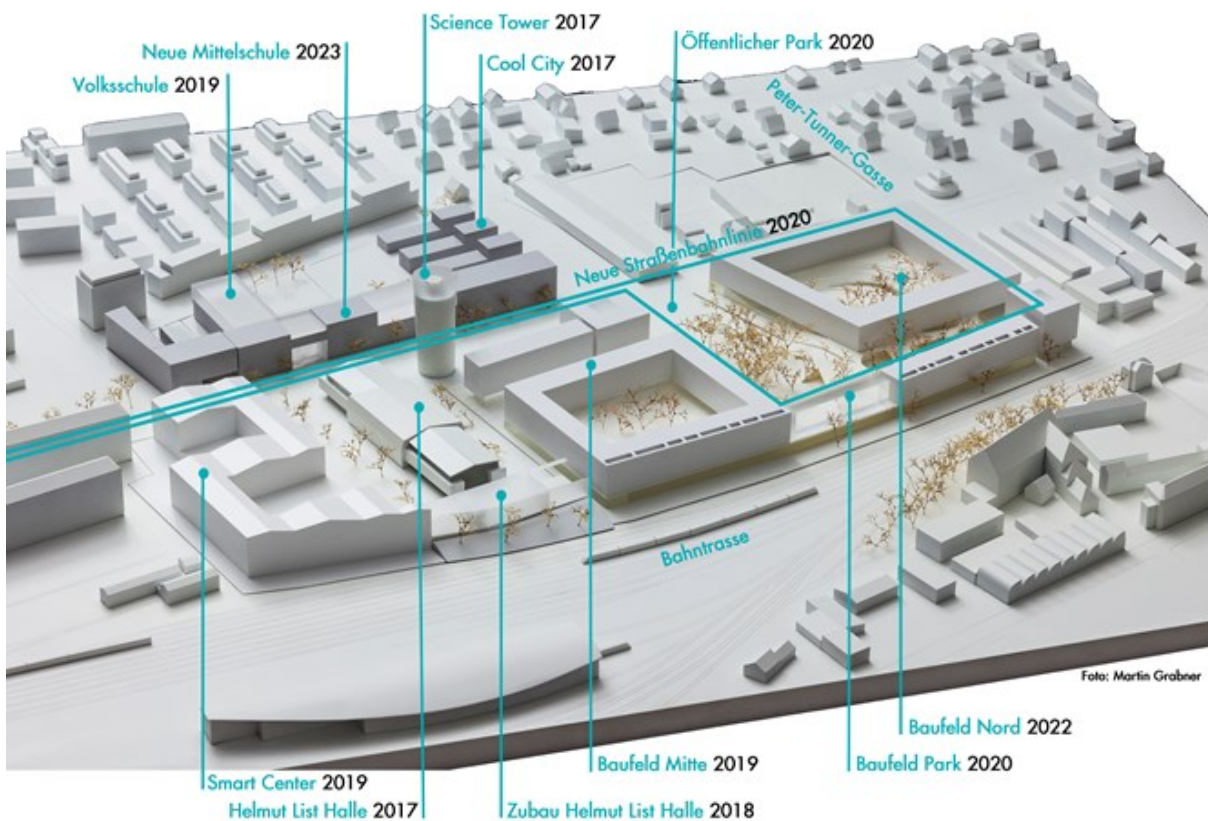 Science Tower 2017
Neue Mittelschule 2023
Öffentlicher Park 2020
Cool City 2017
Volksschule 2019
Peter-Tunner-Gasse
Neue Straßenbahnlinie 2020
Bahntrasse
Foto: Martin Grabner
Baufeld Nord 2022
Baufeld Mitte 2019
Baufeld Park 2020
Smart Center 2019
Helmut List Halle 2017
Zubau Helmut List Halle 2018